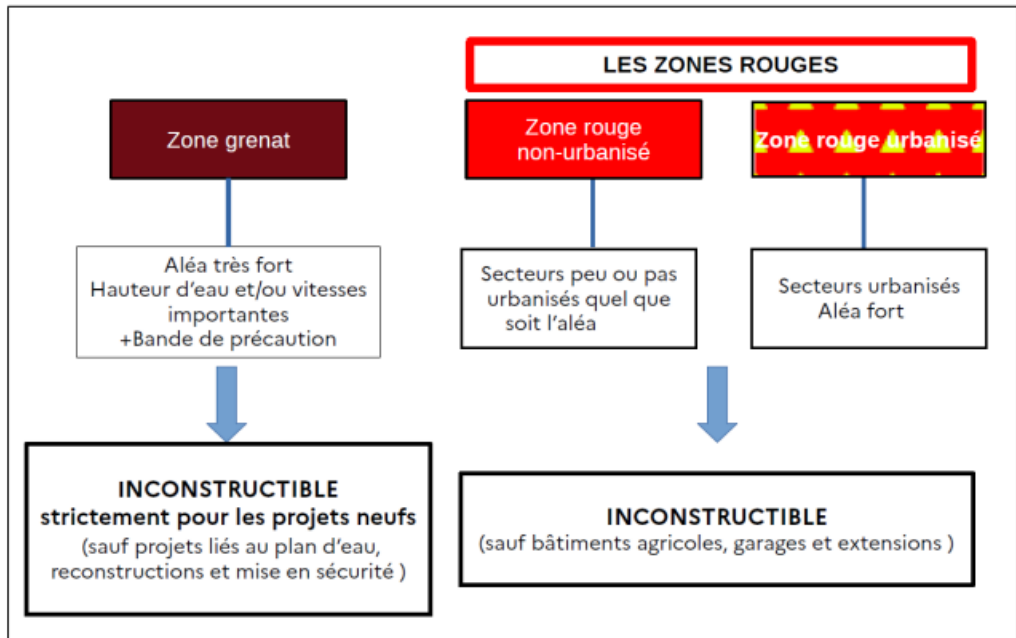 LES ZONES ROUGES
Zone grenat
Zone rouge
non-urbanisé
Zone rouge urbanisé
Aléa très fort
Hauteur d'eau et/ou vitesses
importantes
+Bande de précaution
Secteurs peu ou pas
urbanisés quel que
soit l'aléa
Secteurs urbanisés
Aléa fort
INCONSTRUCTIBLE
strictement pour les projets neufs
(sauf projets liés au plan d'eau,
reconstructions et mise en sécurité )
INCONSTRUCTIBLE
(sauf bâtiments agricoles, garages et extensions )